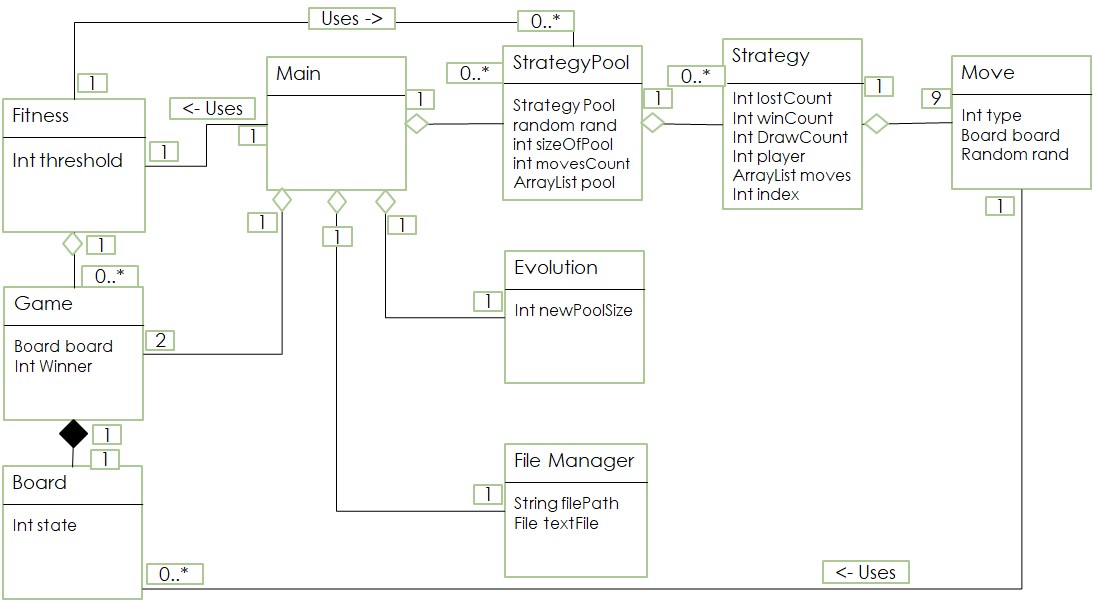 Uses ->
0..*
1
Fitness
Int threshold
1
<- Uses
1
Main
1
0..*
StrategyPool
Strategy Pool
random rand
int sizeOfPool
int movesCount
ArrayList pool
1
0..*
Strategy
Int lostCount
Int winCount
Int DrawCount
Int player
ArrayList moves
Int index
1
9
Move
Int type
Board board
Random rand
1
1
0..*
Game
Board board
Int Winner
2
1
1
1
1
Evolution
Int newPoolSize
1
1
Board
Int state
0..*
1
File Manager
String filePath
File textFile
<- Uses